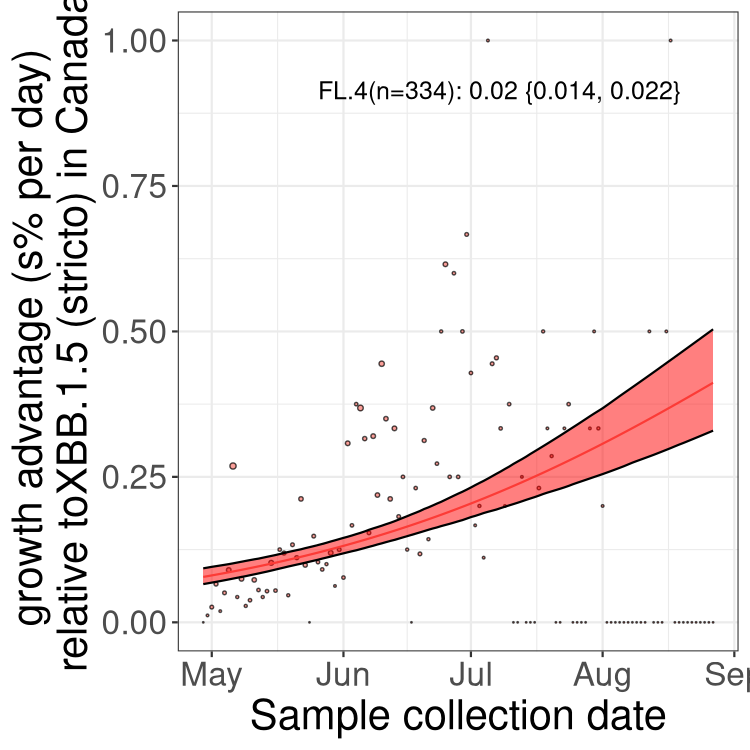 growth advantage (s% per day)
relative toXBB.1.5 (stricto) in Canada
1.00
0.75
0.50
0.25
0.00
FL.4(n=334): 0.02 {0.014, 0.022}
May Jun Jul Aug Sep
Sample collection date